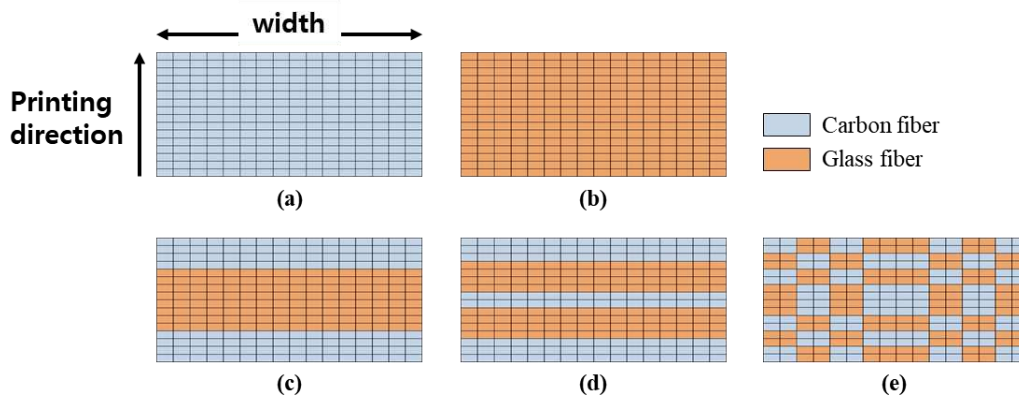 width
Printing
direction
Carbon fiber
Glass fiber
(a)
(b)
(c)
(d)
(e)